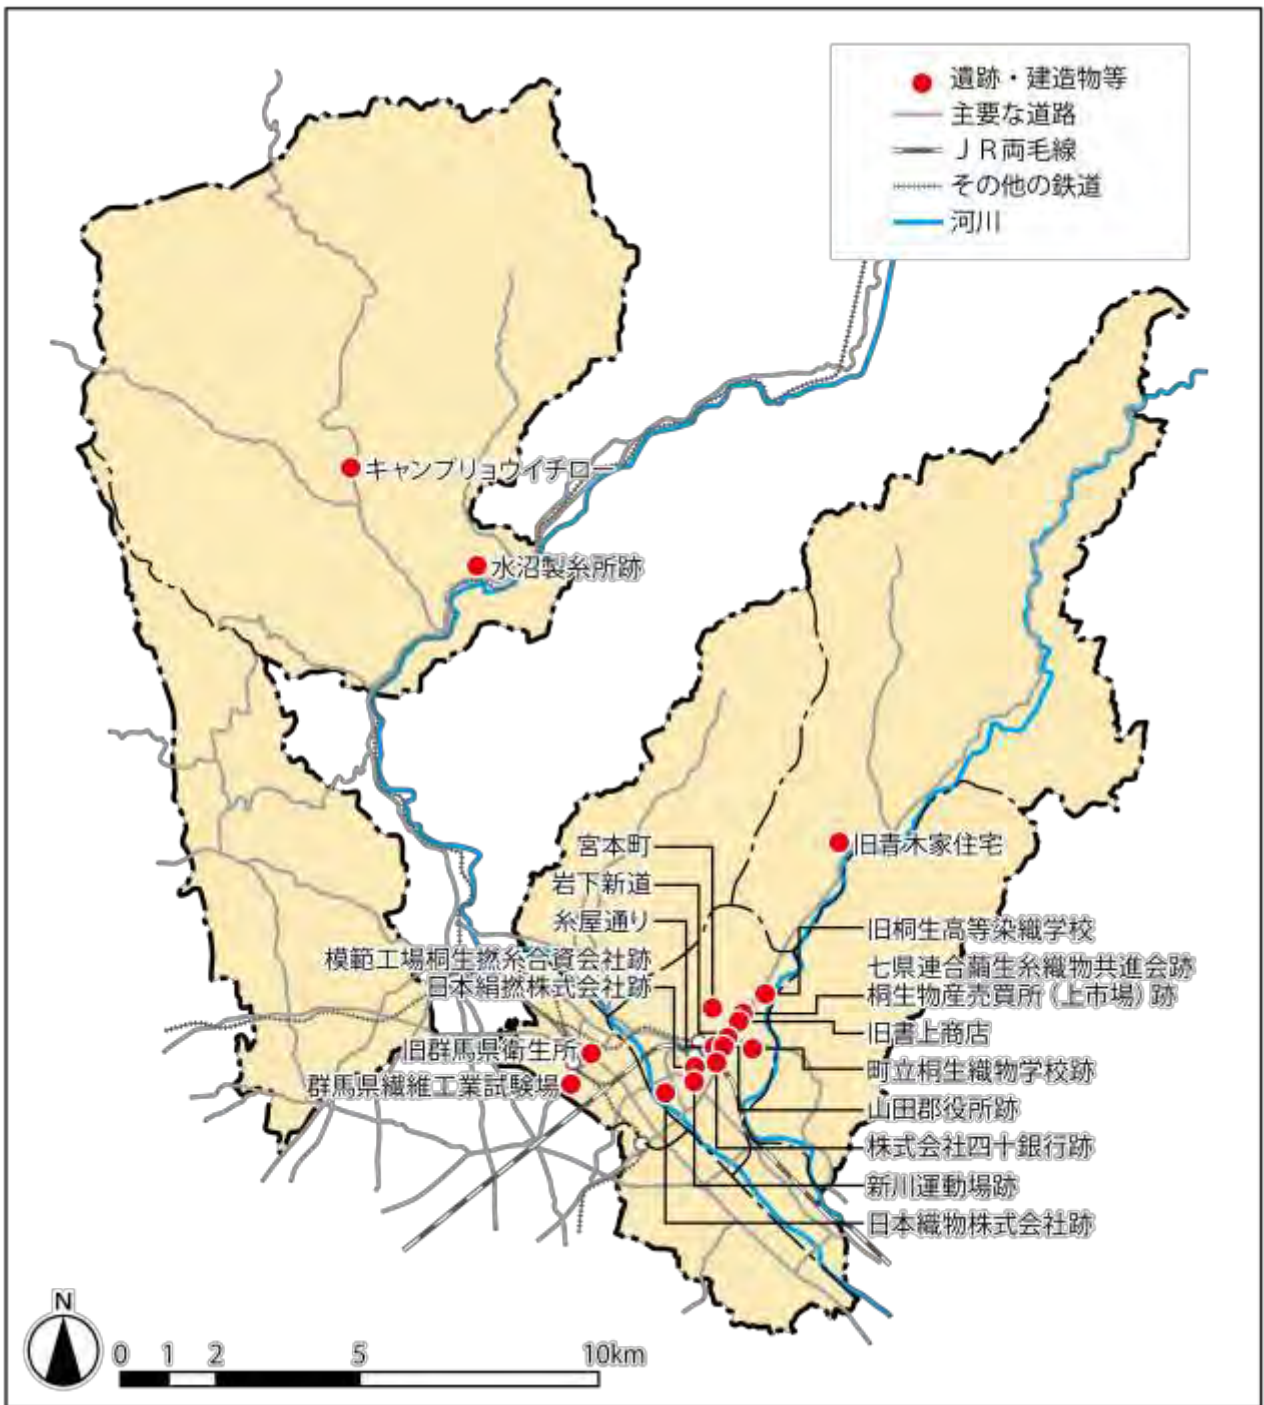 遺跡・建造物等
主要な道路
ＪＲ両毛線
その他の鉄道
河川
キャンプリョウイチロー
水沼製糸所跡
旧青木家住宅
宮本町
岩下新道
糸屋通り
模範工場桐生撚糸合資会社跡
日本絹撚株式会社跡
旧群馬県衛生所
群馬県繊維工業試験場
旧桐生高等染織学校
七県連合繭生糸織物共進会跡
桐生物産売買所（上市場）跡
旧書上商店
町立桐生織物学校跡
山田郡役所跡
株式会社四十銀行跡
新川運動場跡
日本織物株式会社跡
N
0 1 2 5 10km